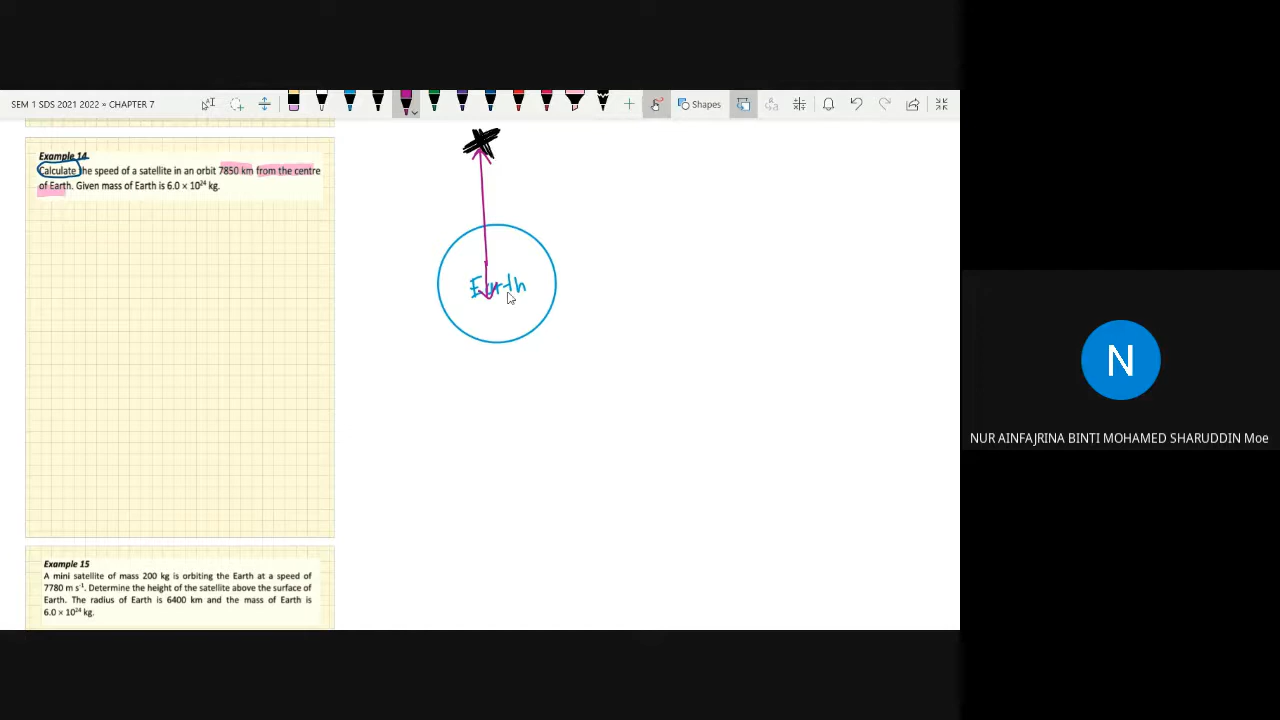 SEM 1 SDS 2021 2022 » CHAPTER 7
Shapes
Example 14
Calculate the speed of a satellite in an orbit 7850 km from the centre
of Earth. Given mass of Earth is 6.0 × 10²⁴ kg.
Earth
N
NUR AINFAJRINA BINTI MOHAMED SHARUDDIN Moe
Example 15
A mini satellite of mass 200 kg is orbiting the Earth at a speed of
7780 m s⁻¹. Determine the height of the satellite above the surface of
Earth. The radius of Earth is 6400 km and the mass of Earth is
6.0 × 10²⁴ kg.